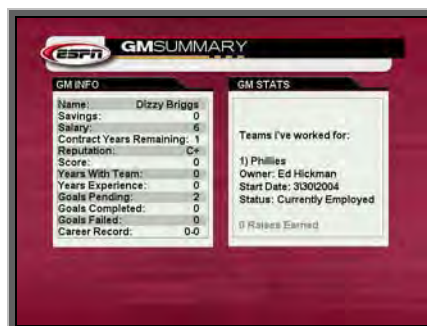 ESPN
GMSUMMARY
GM INFO
Name: Dizzy Briggs
Savings: 0
Salary: 6
Contract Years Remaining: 1
Reputation: C+
Score: 0
Years With Team: 0
Years Experience: 0
Goals Pending: 2
Goals Completed: 0
Goals Failed: 0
Career Record: 0-0
GM STATS
Teams I've worked for:
1) Phillies
Owner: Ed Hickman
Start Date: 3\30\2004
Status: Currently Employed
0 Raises Earned